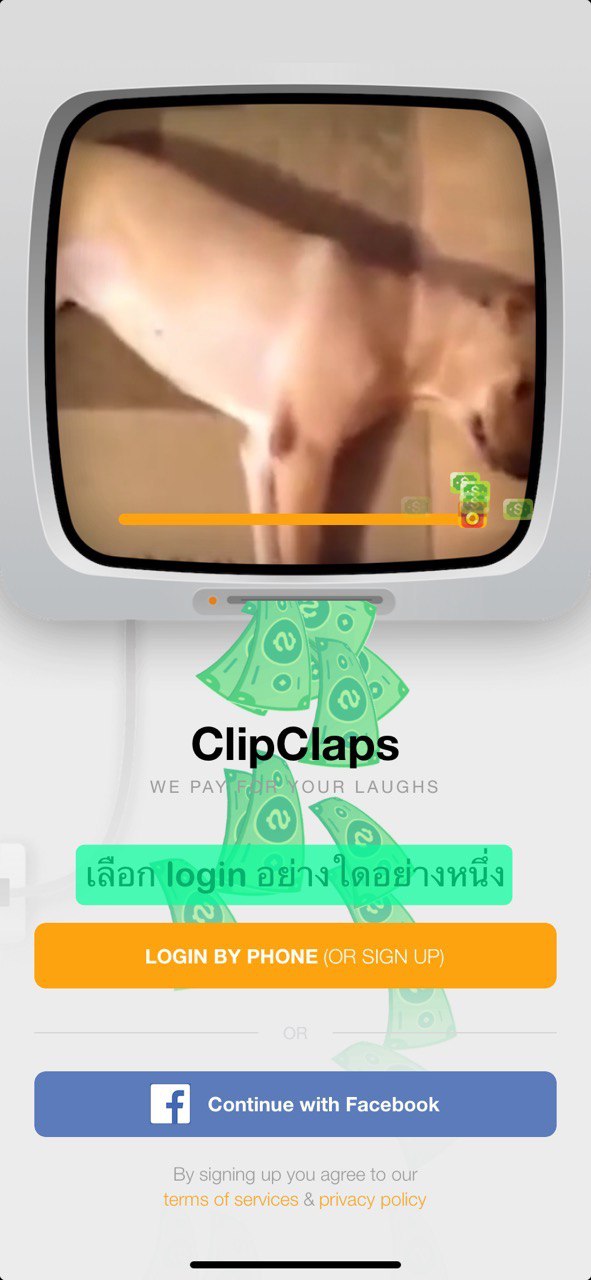 ClipClaps
WE PAY FOR YOUR LAUGHS
เลือก login อย่างใดอย่างหนึ่ง
LOGIN BY PHONE (OR SIGN UP)
OR
Continue with Facebook
By signing up you agree to our
terms of services & privacy policy